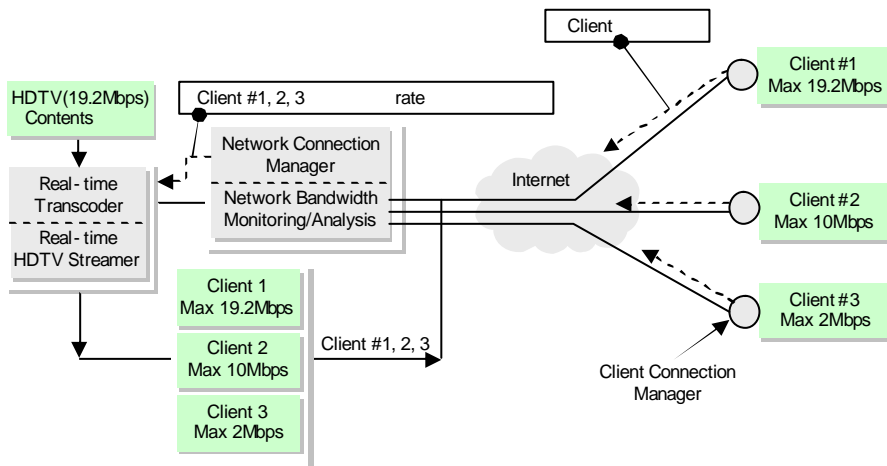 Client
Client #1
Max 19.2Mbps
HDTV(19.2Mbps)
Contents
Client #1, 2, 3 rate
Network Connection
Manager
Network Bandwidth
Monitoring/Analysis
Real-time
Transcoder
Real-time
HDTV Streamer
Internet
Client #2
Max 10Mbps
Client 1
Max 19.2Mbps
Client 2
Max 10Mbps
Client 3
Max 2Mbps
Client #1, 2, 3
Client #3
Max 2Mbps
Client Connection
Manager